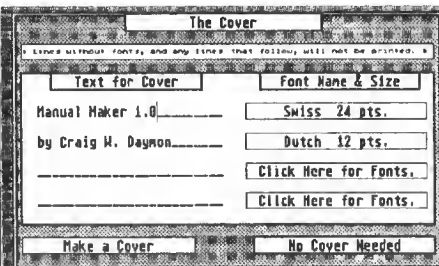 The Cover
Lines without fonts, and any lines that follow, will not be printed.
Text for Cover Font Name & Size
Manual Maker 1.0 Swiss 24 pts.
by Craig W. Daymon Dutch 12 pts.
Click Here for Fonts.
Click Here for Fonts.
Make a Cover No Cover Needed